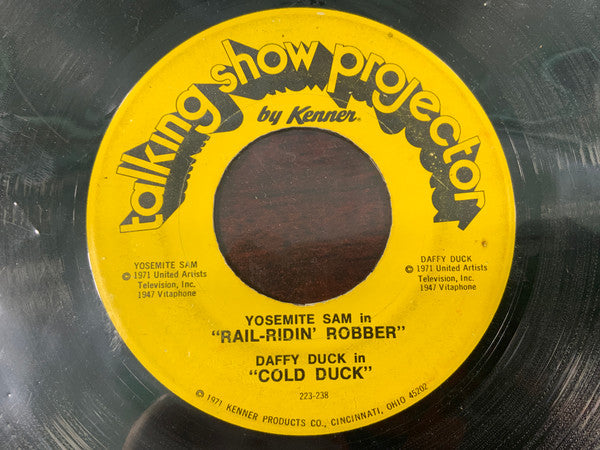 talking show projector
by Kenner®
YOSEMITE SAM
© 1971 United Artists
Television, Inc.
1947 Vitaphone
DAFFY DUCK
© 1971 United Artists
Television, Inc.
1947 Vitaphone
YOSEMITE SAM in
“RAIL-RIDIN’ ROBBER”
DAFFY DUCK in
“COLD DUCK”
223-238
© 1971 KENNER PRODUCTS CO., CINCINNATI, OHIO 45202